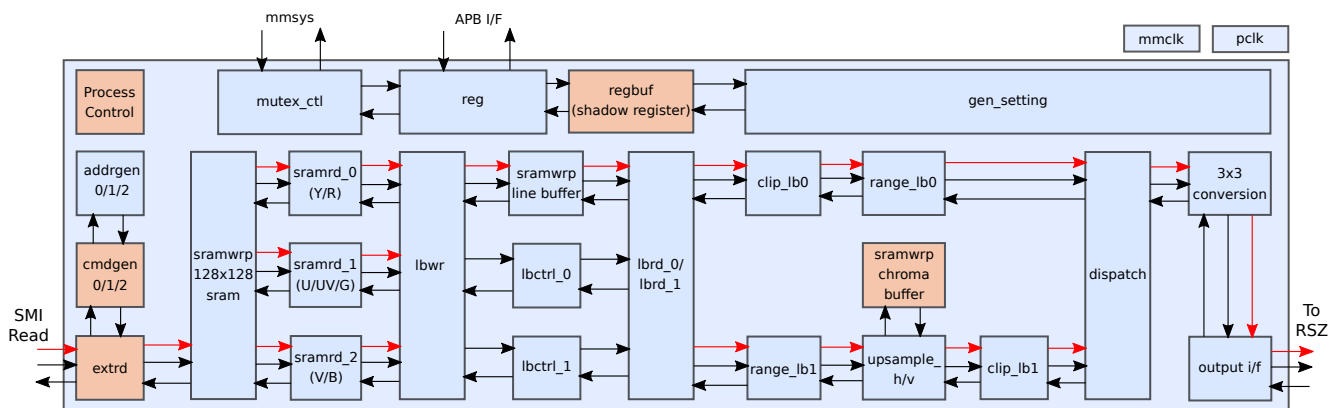 mmsys
APB I/F
mmclk
pclk
Process
Control
mutex_ctl
reg
regbuf
(shadow register)
gen_setting
addrgen
0/1/2
cmdgen
0/1/2
SMI
Read
extrd
sramwrp
128x128
sram
sramrd_0
(Y/R)
sramrd_1
(U/UV/G)
sramrd_2
(V/B)
lbwr
sramwrp
line buffer
lbctrl_0
lbctrl_1
lbrd_0/
lbrd_1
clip_lb0
range_lb0
sramwrp
chroma
buffer
range_lb1
upsample_
h/v
clip_lb1
dispatch
3x3
conversion
output i/f
To
RSZ